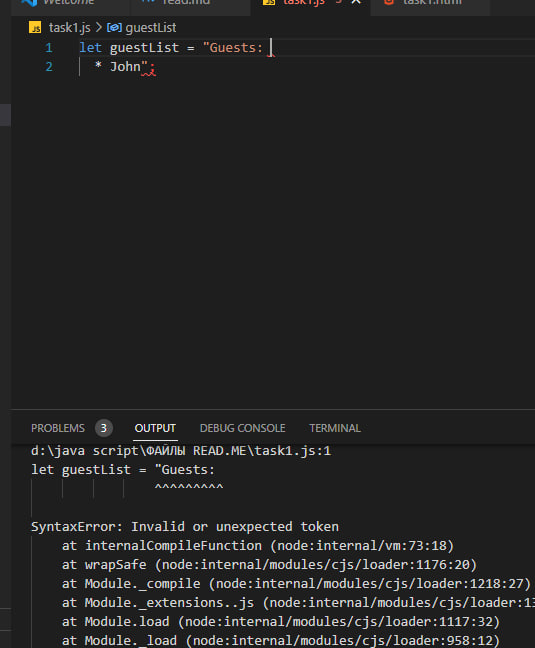 Welcome read.md JS task1.js 3 task1.html
JS task1.js > guestList
1 let guestList = "Guests:
2 * John";
PROBLEMS 3 OUTPUT DEBUG CONSOLE TERMINAL
d:\java script\ФАЙЛЫ READ.ME\task1.js:1
let guestList = "Guests:
^^^^^^^^^
SyntaxError: Invalid or unexpected token
at internalCompileFunction (node:internal/vm:73:18)
at wrapSafe (node:internal/modules/cjs/loader:1176:20)
at Module._compile (node:internal/modules/cjs/loader:1218:27)
at Module._extensions..js (node:internal/modules/cjs/loader:13
at Module.load (node:internal/modules/cjs/loader:1117:32)
at Module._load (node:internal/modules/cjs/loader:958:12)